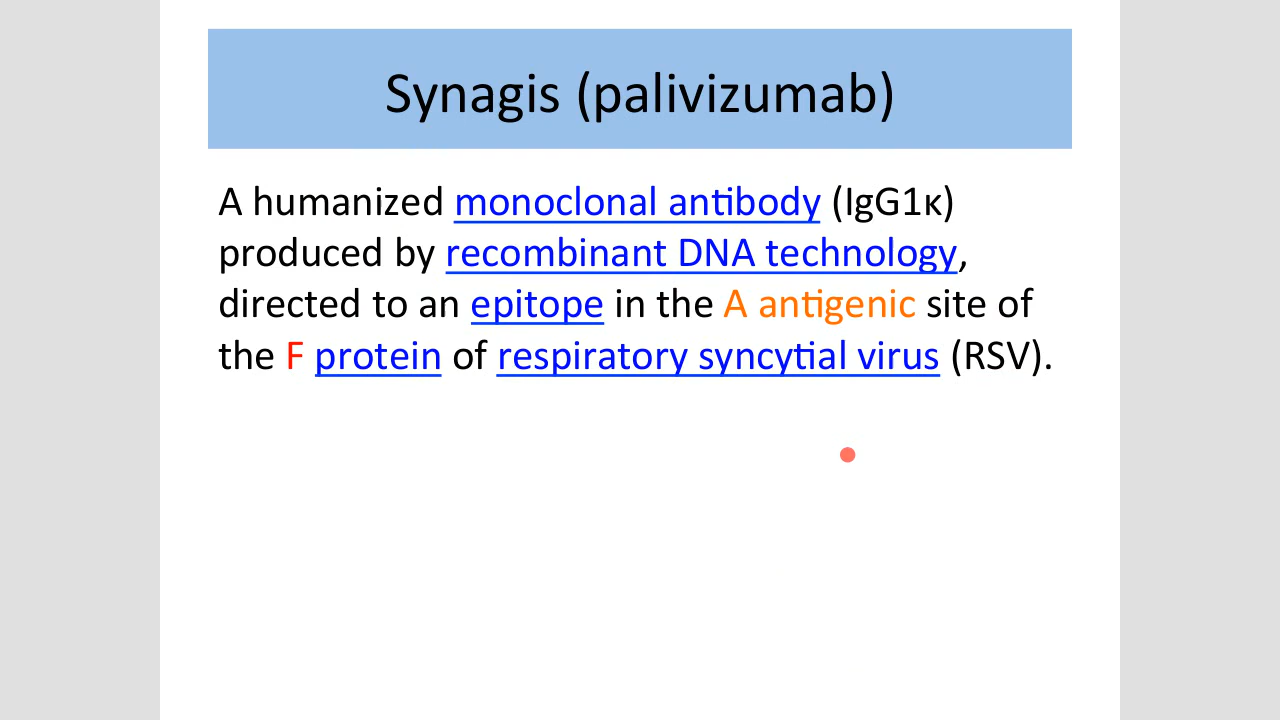 Synagis (palivizumab)
A humanized monoclonal antibody (IgG1κ)
produced by recombinant DNA technology,
directed to an epitope in the A antigenic site of
the F protein of respiratory syncytial virus (RSV).